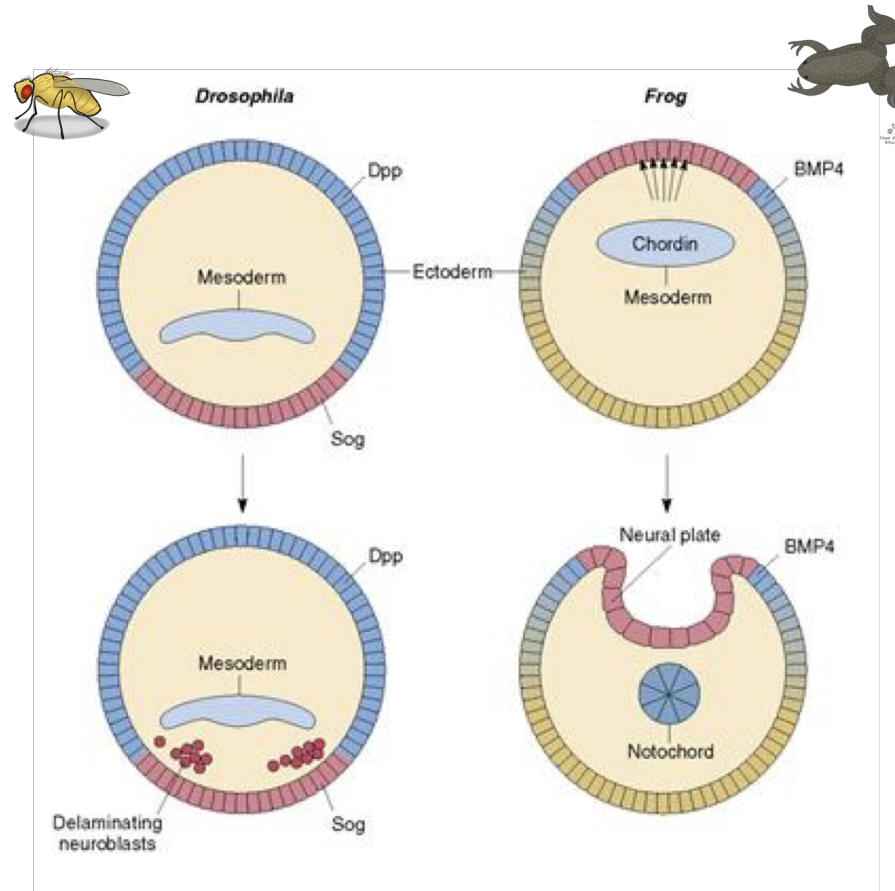 Drosophila
Frog
Dpp
BMP4
Mesoderm
Ectoderm
Chordin
Mesoderm
Sog
Neural plate
Dpp
BMP4
Mesoderm
Notochord
Delaminating
neuroblasts
Sog